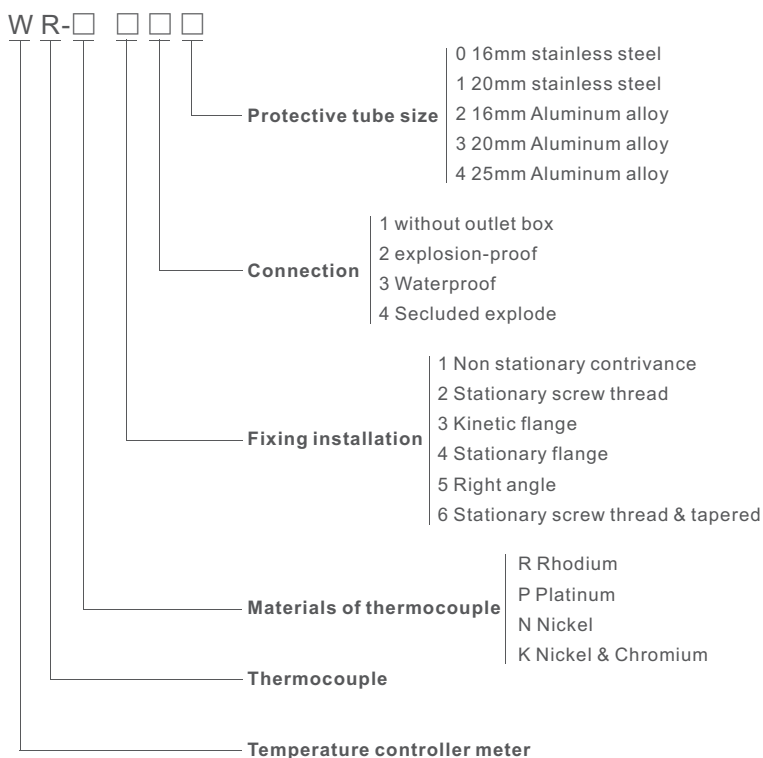 W R-□ □ □ □
0 16mm stainless steel
1 20mm stainless steel
Protective tube size
2 16mm Aluminum alloy
3 20mm Aluminum alloy
4 25mm Aluminum alloy
1 without outlet box
2 explosion-proof
Connection
3 Waterproof
4 Secluded explode
1 Non stationary contrivance
2 Stationary screw thread
3 Kinetic flange
Fixing installation
4 Stationary flange
5 Right angle
6 Stationary screw thread & tapered
R Rhodium
P Platinum
Materials of thermocouple
N Nickel
K Nickel & Chromium
Thermocouple
Temperature controller meter